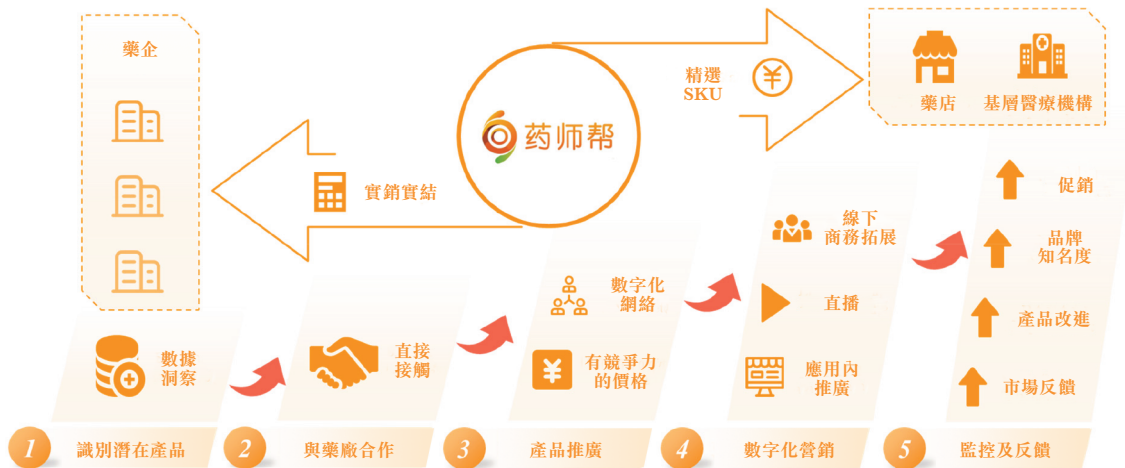 藥企
药师帮
精選
SKU
藥店
基層醫療機構
實銷實結
促銷
品牌
知名度
產品改進
市場反饋
線下
商務拓展
直播
應用內
推廣
數字化
網絡
有競爭力
的價格
直接
接觸
數據
洞察
1 識別潛在產品
2 與藥廠合作
3 產品推廣
4 數字化營銷
5 監控及反饋